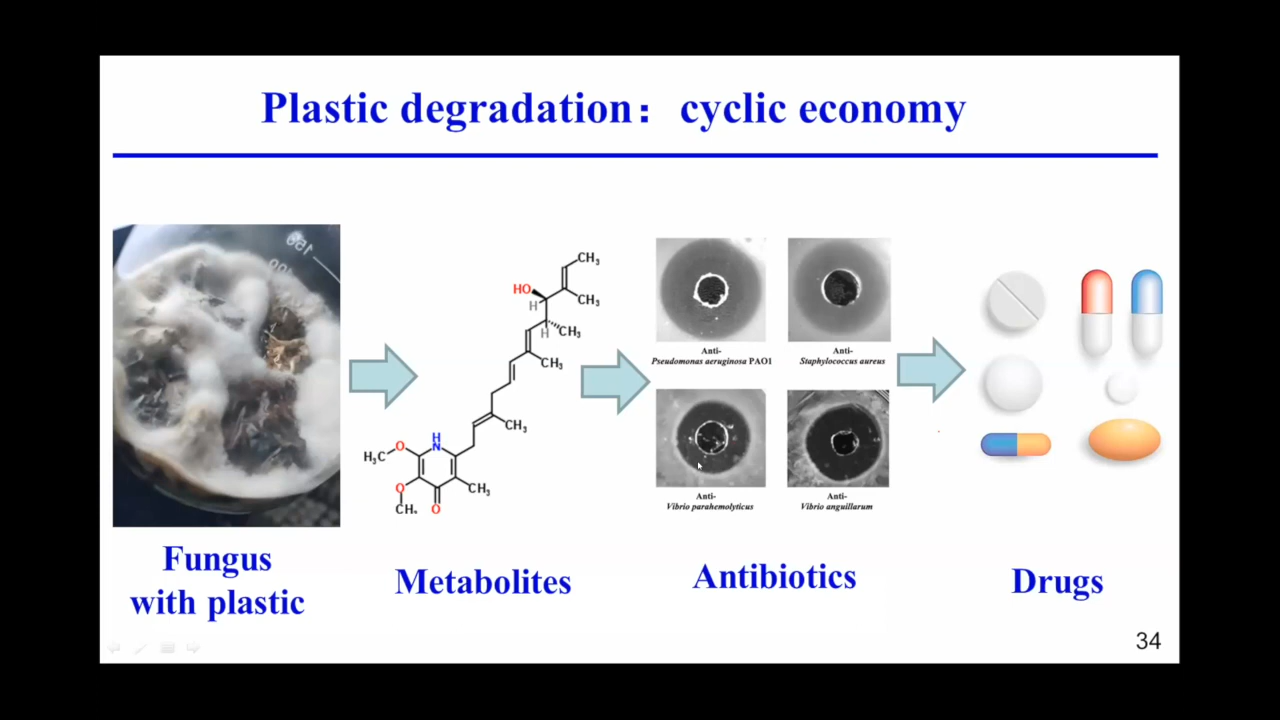 Plastic degradation： cyclic economy
150
HO
H
CH₃
CH₃
H
CH₃
CH₃
CH₃
H
N
H₃C
O
O
CH₃
O
CH₃
Anti-
Pseudomonas aeruginosa PAO1
Anti-
Staphylococcus aureus
Anti-
Vibrio parahemolyticus
Anti-
Vibrio anguillarum
Fungus
with plastic
Metabolites
Antibiotics
Drugs
34